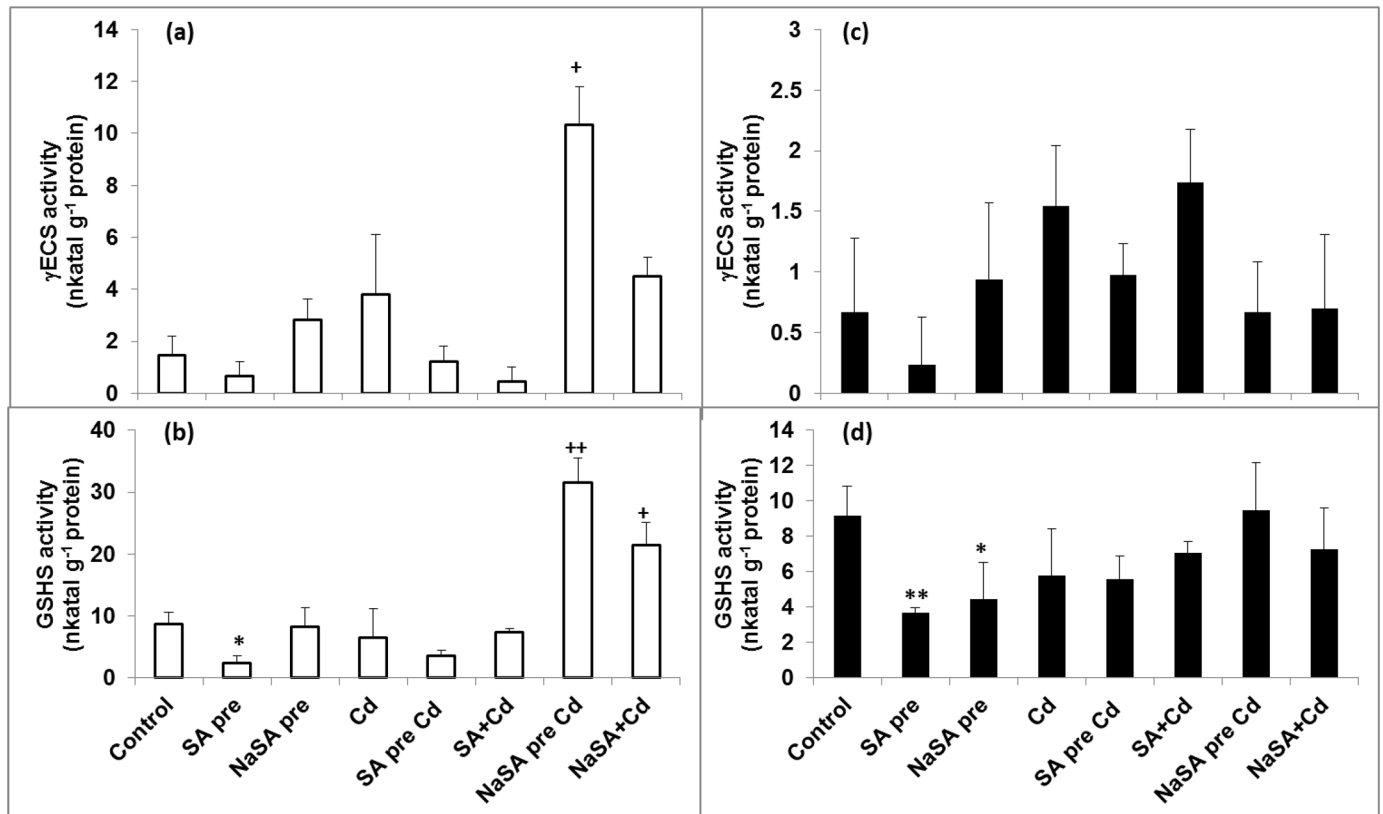 (a)
γECS activity
(nkatal g⁻¹ protein)
14
12
10
8
6
4
2
0
+
(c)
γECS activity
(nkatal g⁻¹ protein)
3
2.5
2
1.5
1
0.5
0
(b)
GSHS activity
(nkatal g⁻¹ protein)
40
30
20
10
0
*
++
+
Control
SA pre
NaSA pre
Cd
SA pre Cd
SA+Cd
NaSA pre Cd
NaSA+Cd
(d)
GSHS activity
(nkatal g⁻¹ protein)
14
12
10
8
6
4
2
0
**
*
Control
SA pre
NaSA pre
Cd
SA pre Cd
SA+Cd
NaSA pre Cd
NaSA+Cd